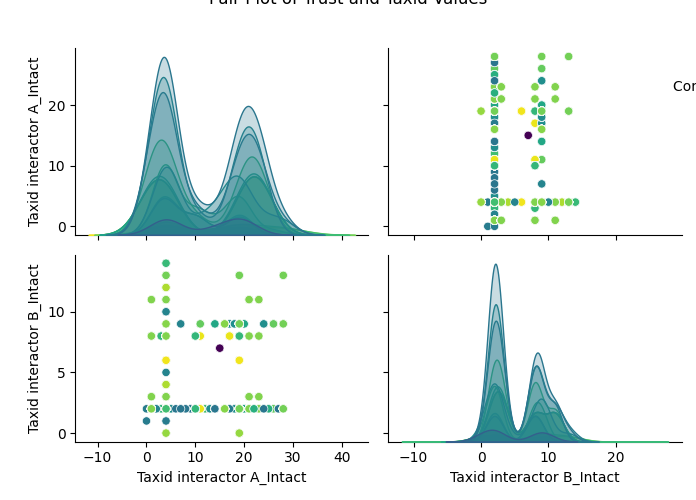 Taxid interactor A_Intact
20
10
0
Taxid interactor B_Intact
10
5
0
−10 0 10 20 30 40
Taxid interactor A_Intact
−10 0 10 20
Taxid interactor B_Intact